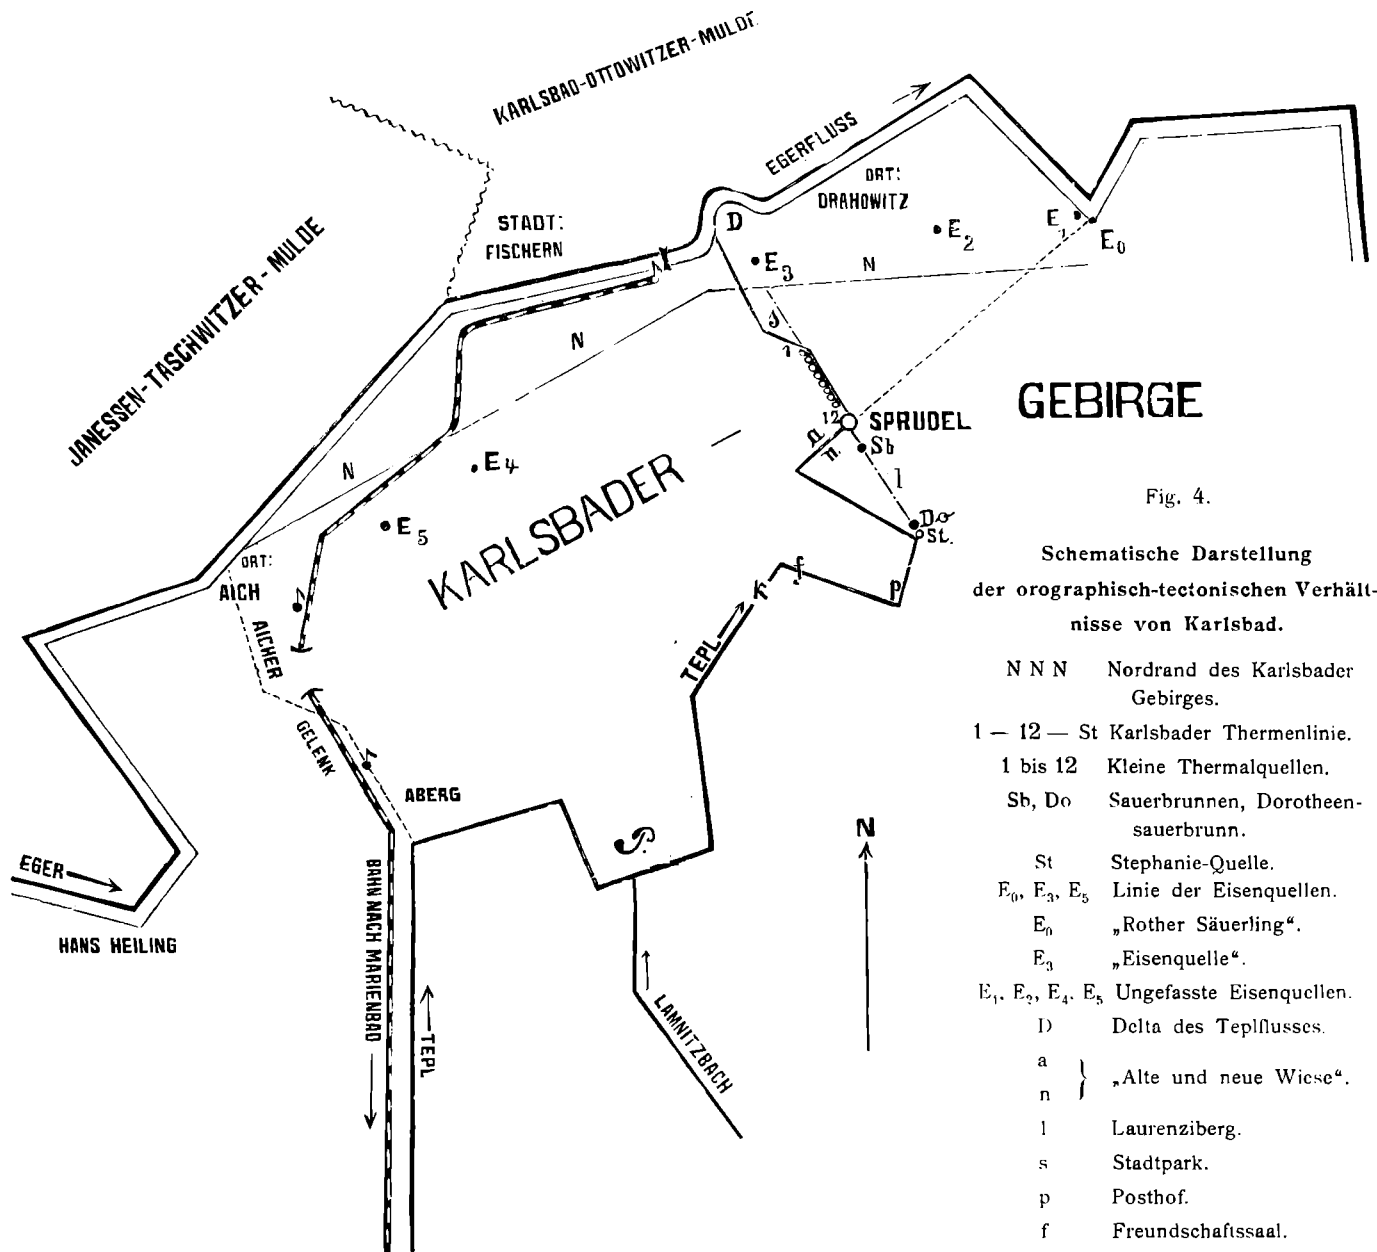 KARLSBAD-OTTOWITZER-MULDE
EGERFLUSS
ORT:
DRAHOWITZ
JANESSEN-TASCHWITZER-MULDE
STADT:
FISCHERN
D
E3
E2
E1
E0
N
N
N
s
1
12
SPRUDEL
a
n.
Sb
l
GEBIRGE
KARLSBADER
E4
E5
Do
St.
ORT:
AICH
AICHER
GELENK
ABERG
TEPL
k
f
p
P.
EGER
HANS HEILING
BAHN NACH MARIENBAD
TEPL
LAMNITZBACH
N
Fig. 4.
Schematische Darstellung
der orographisch-tectonischen Verhält-
nisse von Karlsbad.
N N N Nordrand des Karlsbader
Gebirges.
1 — 12 — St Karlsbader Thermenlinie.
1 bis 12 Kleine Thermalquellen.
Sb, Do Sauerbrunnen, Dorotheen-
sauerbrunn.
St Stephanie-Quelle.
E0, E3, E5 Linie der Eisenquellen.
E0 „Rother Säuerling“.
E3 „Eisenquelle“.
E1, E2, E4, E5 Ungefasste Eisenquellen.
D Delta des Teplflusses.
a
n } „Alte und neue Wiese“.
l Laurenziberg.
s Stadtpark.
p Posthof.
f Freundschaftssaal.